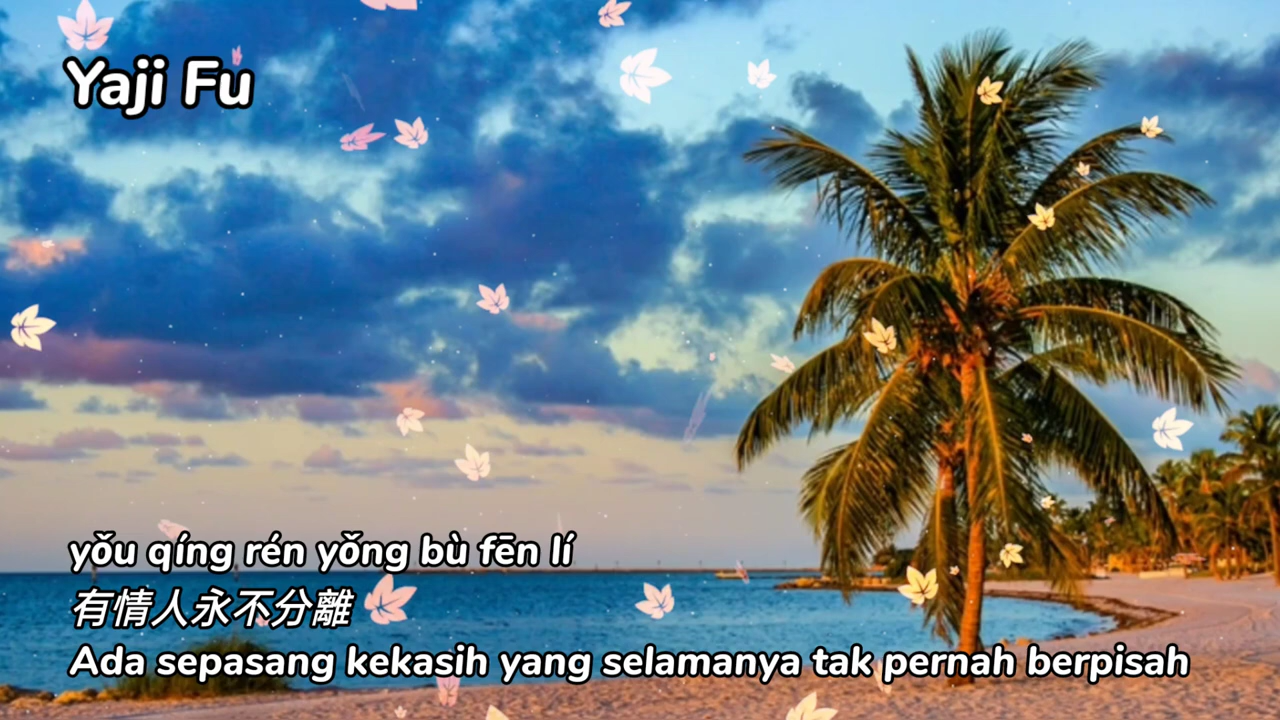 Yaji Fu
yǒu qíng rén yǒng bù fēn lí
有情人永不分離
Ada sepasang kekasih yang selamanya tak pernah berpisah